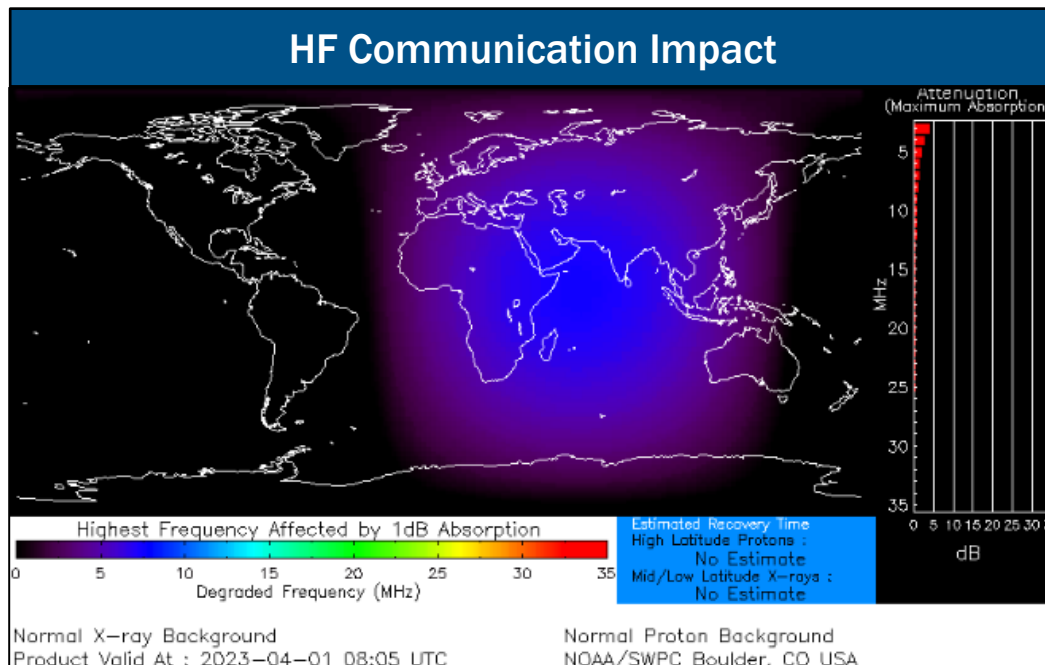 HF Communication Impact
Attenuation
(Maximum Absorption
5
10
15
20
25
30
35
MHz
0 5 10 15 20 25 30
dB
Highest Frequency Affected by 1dB Absorption
0 5 10 15 20 25 30 35
Degraded Frequency (MHz)
Estimated Recovery Time
High Latitude Protons :
No Estimate
Mid/Low Latitude X-rays :
No Estimate
Normal X-ray Background
Normal Proton Background
Product Valid At : 2023-04-01 08:05 UTC
NOAA/SWPC Boulder, CO USA